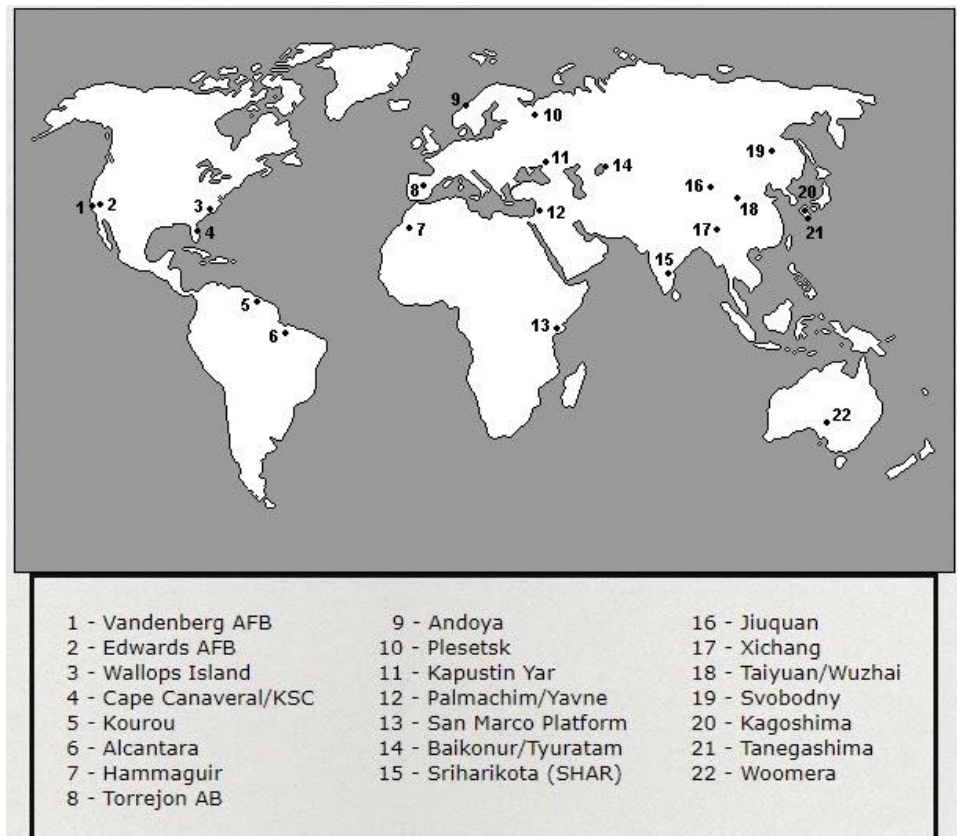 9
10
19
11
14
16
20
8
1
2
3
18
12
4
7
17
21
15
5
13
6
22
1 - Vandenberg AFB
2 - Edwards AFB
3 - Wallops Island
4 - Cape Canaveral/KSC
5 - Kourou
6 - Alcantara
7 - Hammaguir
8 - Torrejon AB
9 - Andoya
10 - Plesetsk
11 - Kapustin Yar
12 - Palmachim/Yavne
13 - San Marco Platform
14 - Baikonur/Tyuratam
15 - Sriharikota (SHAR)
16 - Jiuquan
17 - Xichang
18 - Taiyuan/Wuzhai
19 - Svobodny
20 - Kagoshima
21 - Tanegashima
22 - Woomera